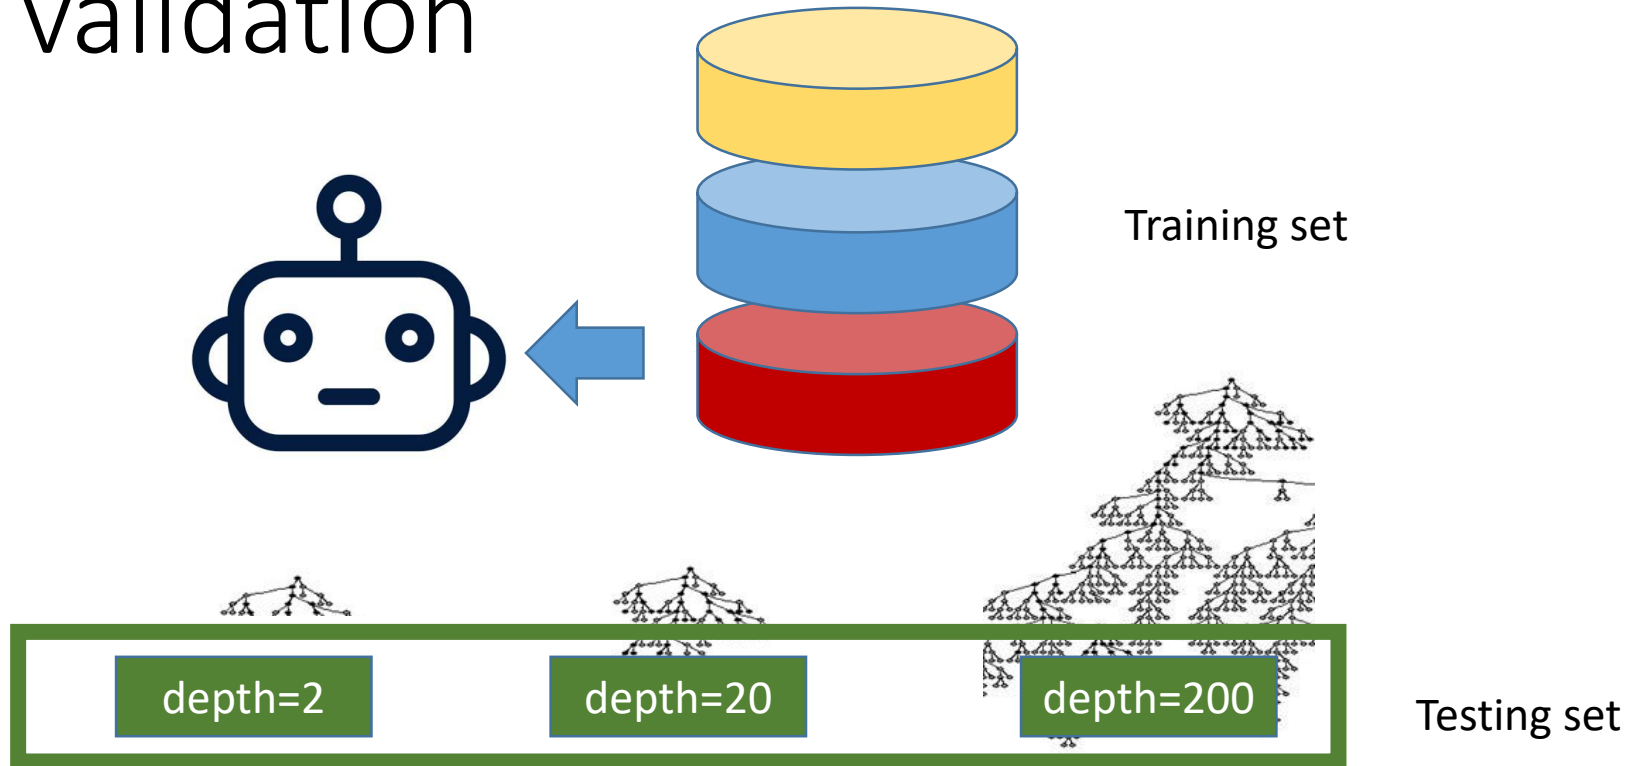 Validation
Training set
depth=2
depth=20
depth=200
Testing set